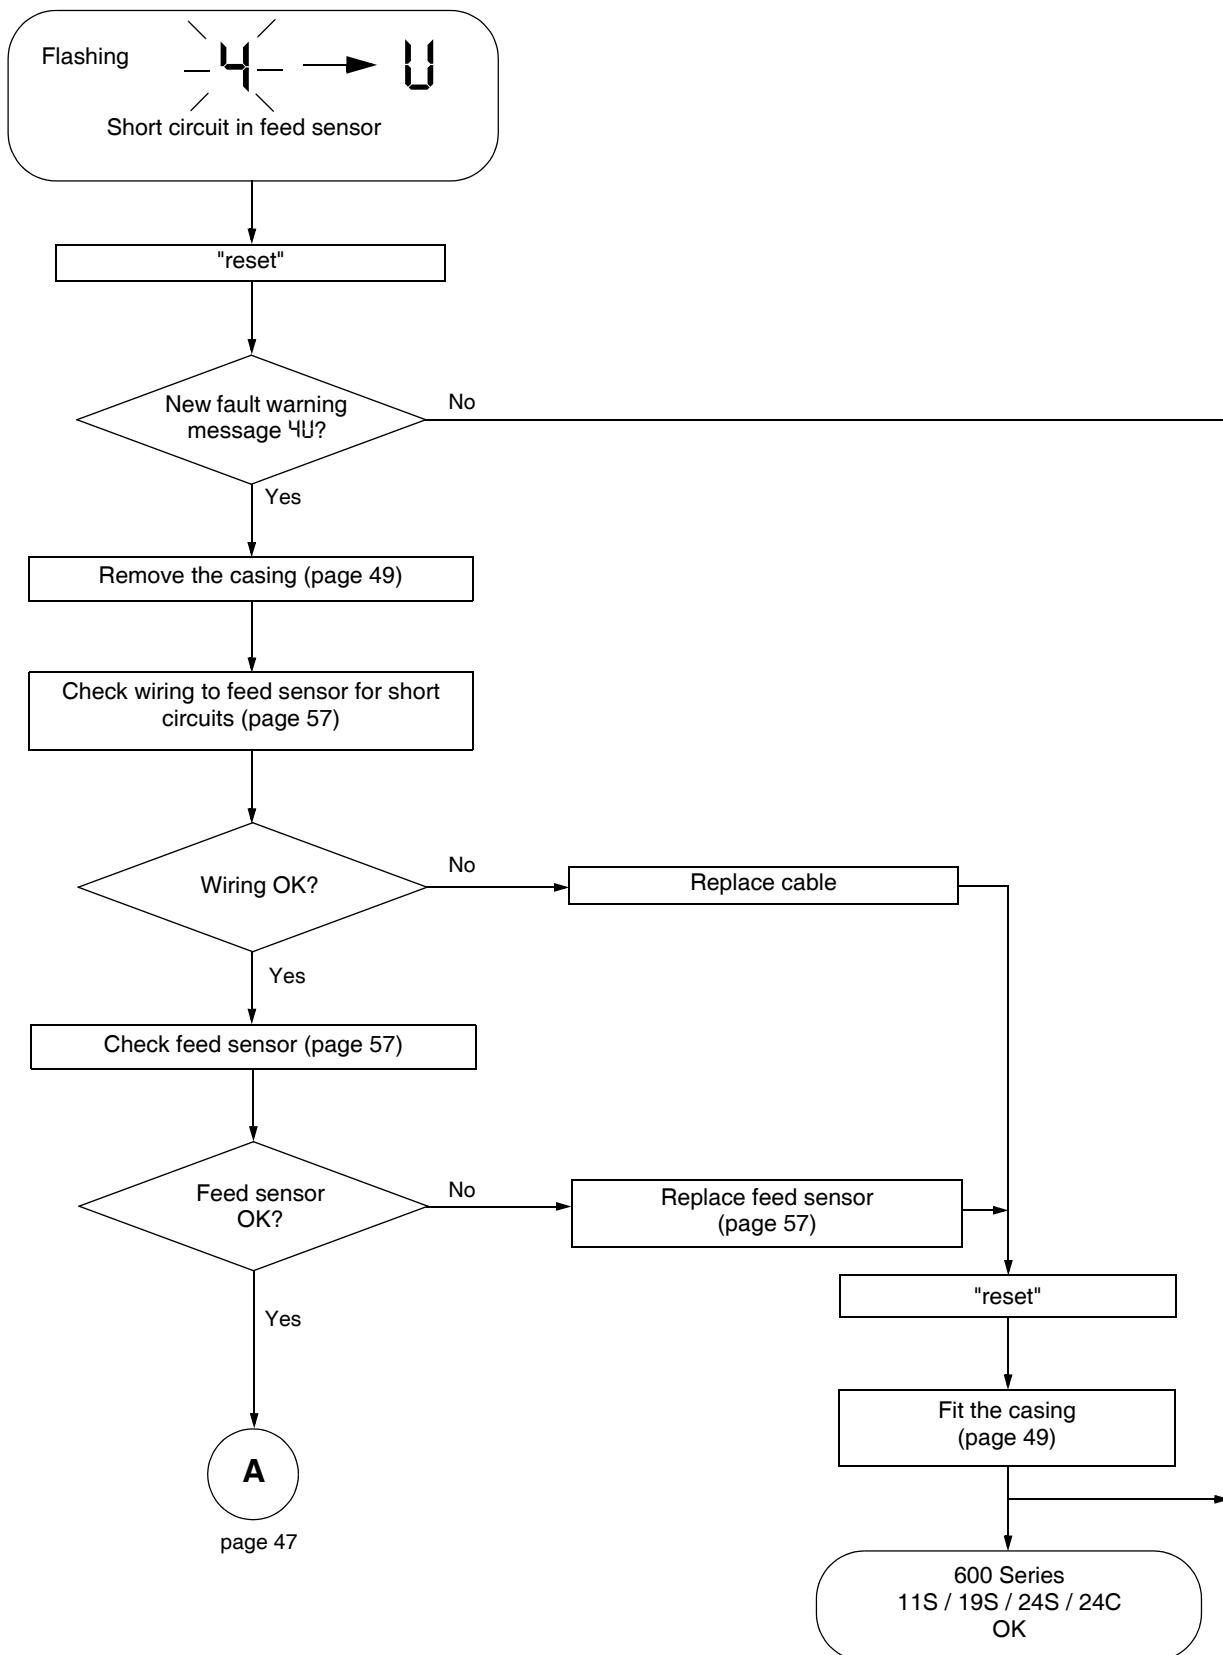 Flashing
4 U
Short circuit in feed sensor
"reset"
New fault warning
message 4U?
No
Yes
Remove the casing (page 49)
Check wiring to feed sensor for short
circuits (page 57)
Wiring OK?
No
Replace cable
Yes
Check feed sensor (page 57)
Feed sensor
OK?
No
Replace feed sensor
(page 57)
Yes
"reset"
Fit the casing
(page 49)
A
page 47
600 Series
11S / 19S / 24S / 24C
OK